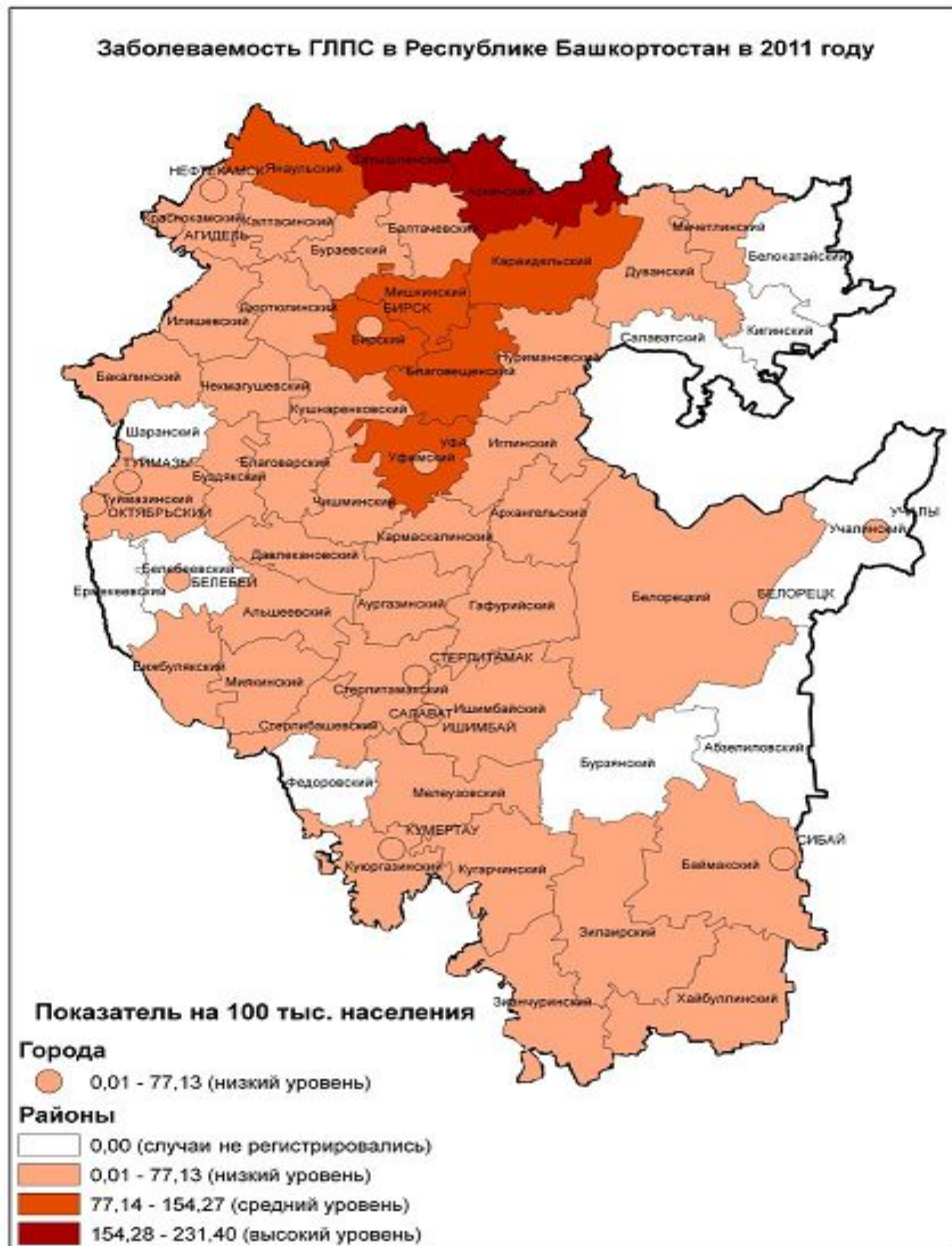 Заболеваемость ГЛПС в Республике Башкортостан в 2011 году
Татышлинский
Янаульский
НЕФТЕКАМСК
Аскинский
Краснокамский
Калтасинский
АГИДЕЛЬ
Балтачевский
Бураевский
Мечетлинский
Белокатайский
Караидельский
Дуванский
Мишкинский
Дюртюлинский
БИРСК
Илишевский
Бирский
Кигинский
Салаватский
Нуримановский
Благовещенский
Бакалинский
Чекмагушевский
Кушнаренковский
Шаранский
УФА
Иглинский
Уфимский
ТУЙМАЗЫ
Благоварский
Буздякский
Туймазинский
Чишминский
ОКТЯБРЬСКИЙ
Архангельский
УЧАЛЫ
Учалинский
Кармаскалинский
Давлекановский
Белебеевский
БЕЛЕБЕЙ
Ермекеевский
Альшеевский
Аургазинский
Гафурийский
Белорецкий
БЕЛОРЕЦК
СТЕРЛИТАМАК
Бижбулякский
Миякинский
Стерлитамакский
САЛАВАТ
Ишимбайский
Стерлибашевский
ИШИМБАЙ
Абзелиловский
Бурзянский
Федоровский
Мелеузовский
КУМЕРТАУ
СИБАЙ
Куюргазинский
Кугарчинский
Баймакский
Зилаирский
Зианчуринский
Хайбуллинский
Показатель на 100 тыс. населения
Города
0,01 - 77,13 (низкий уровень)
Районы
0,00 (случаи не регистрировались)
0,01 - 77,13 (низкий уровень)
77,14 - 154,27 (средний уровень)
154,28 - 231,40 (высокий уровень)